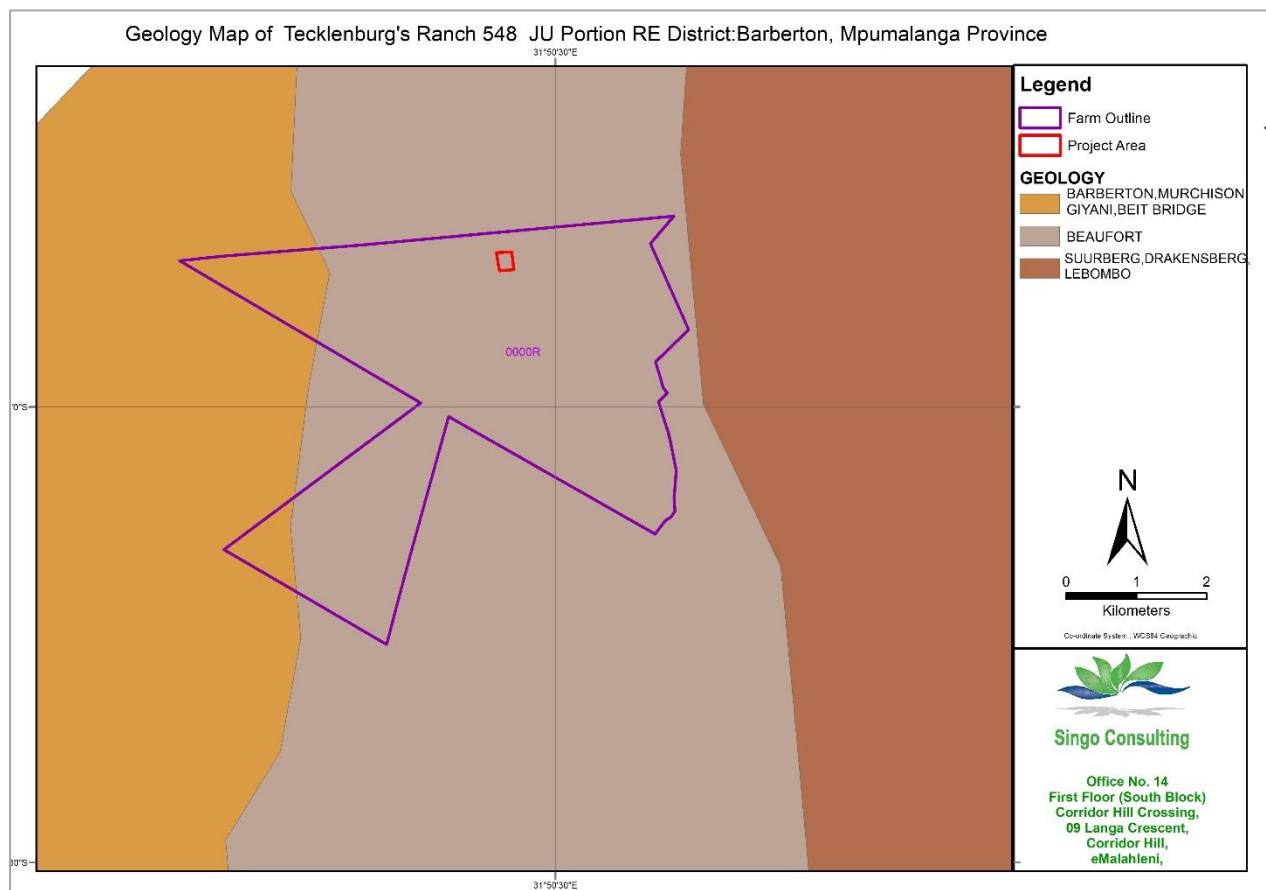 Geology Map of Tecklenburg's Ranch 548 JU Portion RE District:Barberton, Mpumalanga Province
31°50'30"E
Legend
Farm Outline
Project Area
GEOLOGY
BARBERTON,MURCHISON
GIYANI,BEIT BRIDGE
BEAUFORT
SUURBERG,DRAKENSBERG,
LEBOMBO
0000R
'0"S
N
0 1 2
Kilometers
Co-ordinate System : WGS84 Geographic
Singo Consulting
Office No. 14
First Floor (South Block)
Corridor Hill Crossing,
09 Langa Crescent,
Corridor Hill,
eMalahleni,
0"S
31°50'30"E